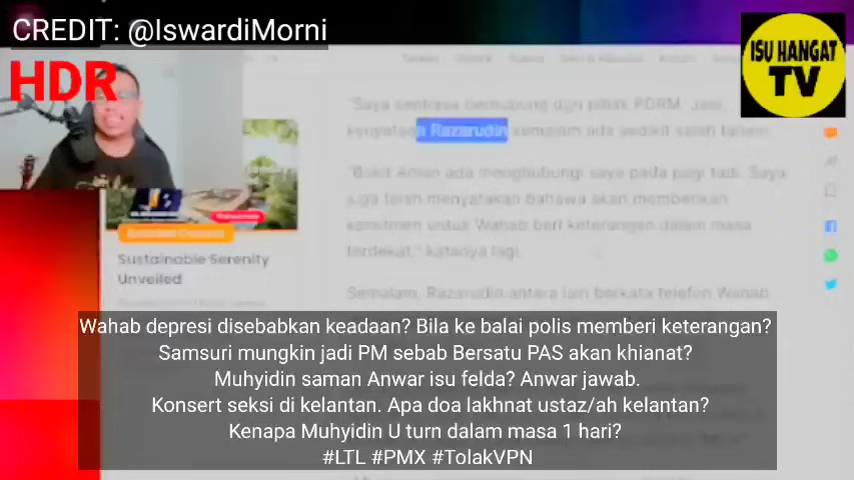 CREDIT: @IswardiMorni
HDR
ISU HANGAT
TV
"Saya sentiasa berhubung dgn pihak PDRM. Jadi
kenyataan Razarudin semalam ada sedikit salah faham.
"Bukit Aman ada menghubungi saya pada pagi tadi. Saya
juga telah menyatakan bahawa akan memberikan
komitmen untuk Wahab beri keterangan dalam masa
terdekat," katanya lagi.
Semalam, Razarudin antara lain berkata telefon Wahab
Sustainable Serenity
Unveiled
Wahab depresi disebabkan keadaan? Bila ke balai polis memberi keterangan?
Samsuri mungkin jadi PM sebab Bersatu PAS akan khianat?
Muhyidin saman Anwar isu felda? Anwar jawab.
Konsert seksi di kelantan. Apa doa lakhnat ustaz/ah kelantan?
Kenapa Muhyidin U turn dalam masa 1 hari?
#LTL #PMX #TolakVPN